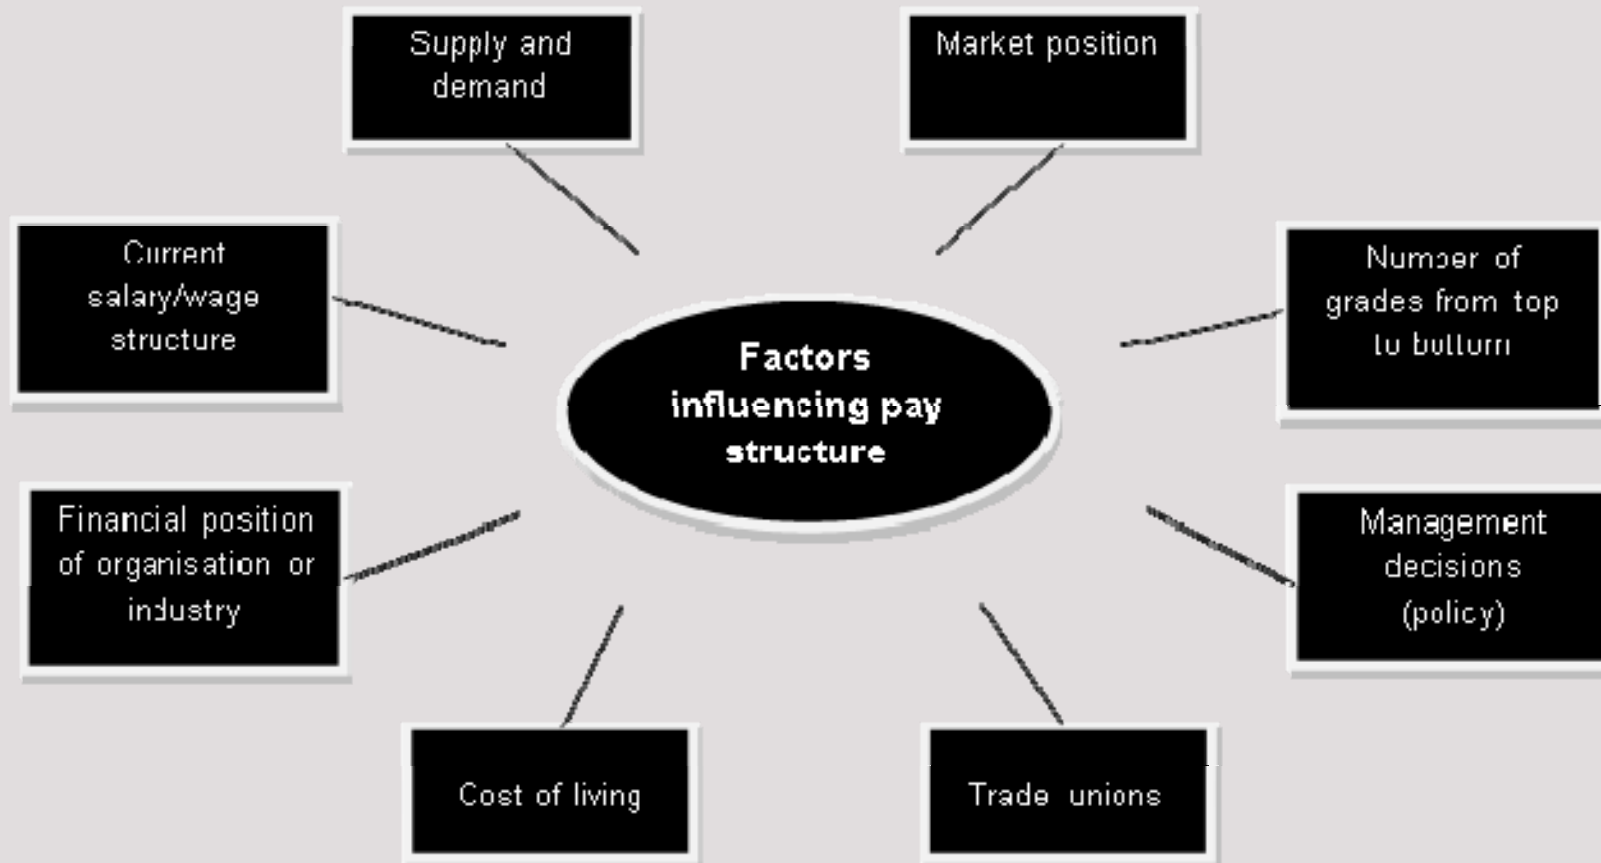 Supply and
demand
Market position
Current
salary/wage
structure
Number of
grades from top
to bottom
Factors
influencing pay
structure
Financial position
of organisation or
industry
Management
decisions
(policy)
Cost of living
Trade unions